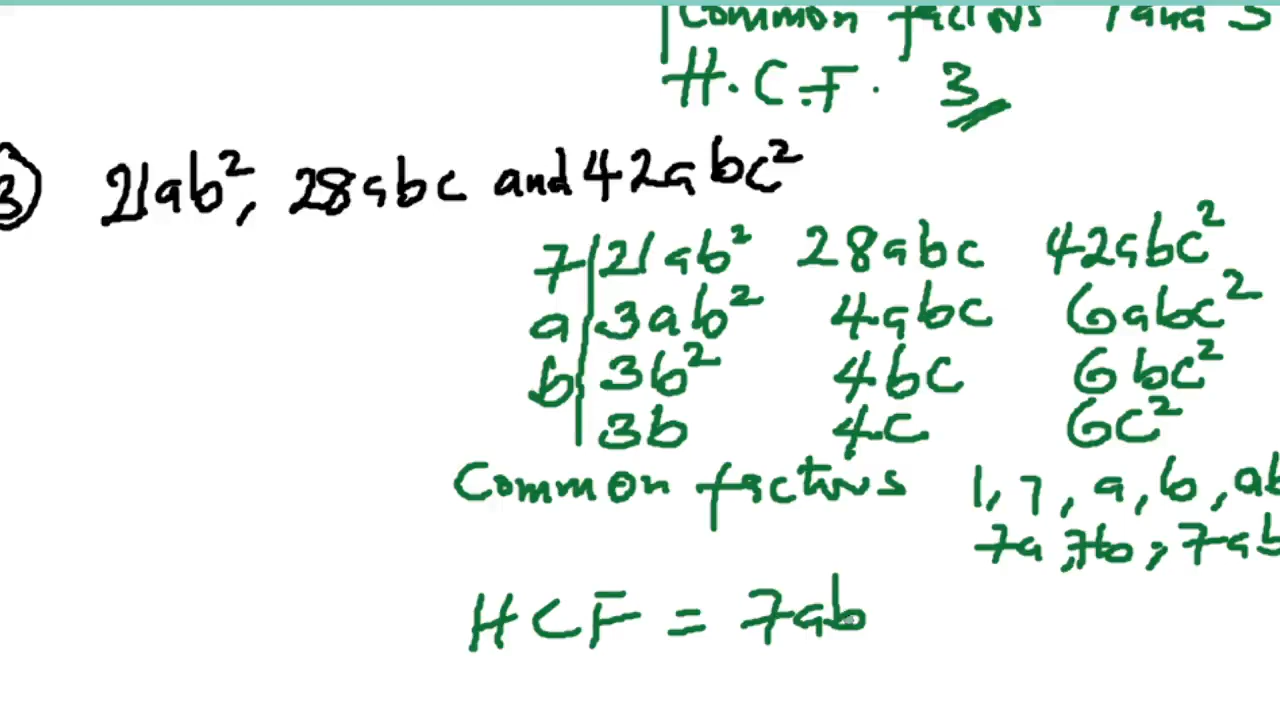 Common factors 1 and 3
H.C.F. 3
3 21ab², 28abc and 42abc²
7 21ab² 28abc 42abc²
a 3ab² 4abc 6abc²
b 3b² 4bc 6bc²
3b 4c 6c²
Common factors 1, 7, a, b, ab
7a, 7b, 7ab
HCF = 7ab